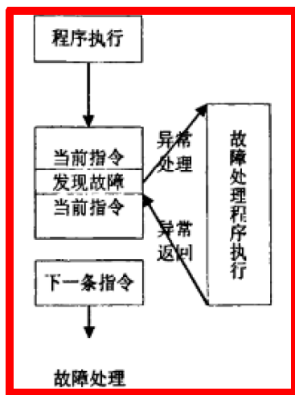 程序执行
当前指令
发现故障
当前指令
异常
处理
异常
返回
故障处理程序执行
下一条指令
故障处理